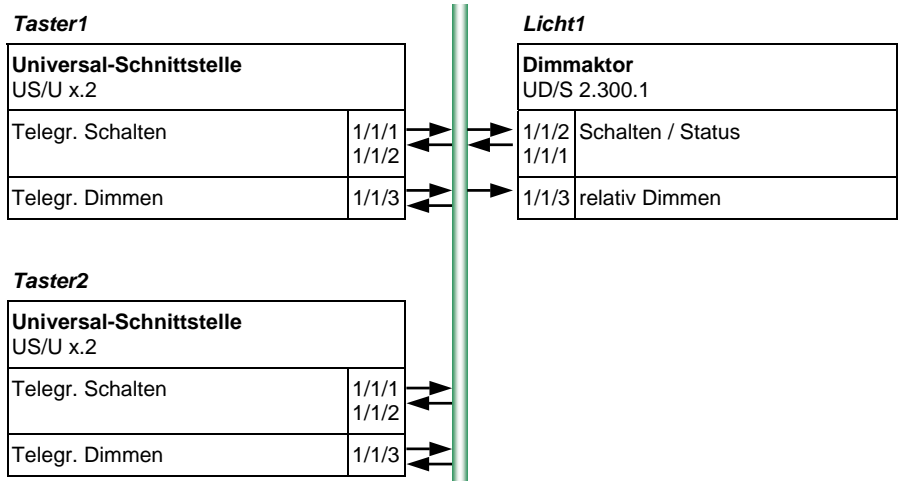 Taster1
Universal-Schnittstelle
US/U x.2
Telegr. Schalten 1/1/1
1/1/2
Telegr. Dimmen 1/1/3
Licht1
Dimmaktor
UD/S 2.300.1
1/1/2 Schalten / Status
1/1/1
1/1/3 relativ Dimmen
Taster2
Universal-Schnittstelle
US/U x.2
Telegr. Schalten 1/1/1
1/1/2
Telegr. Dimmen 1/1/3